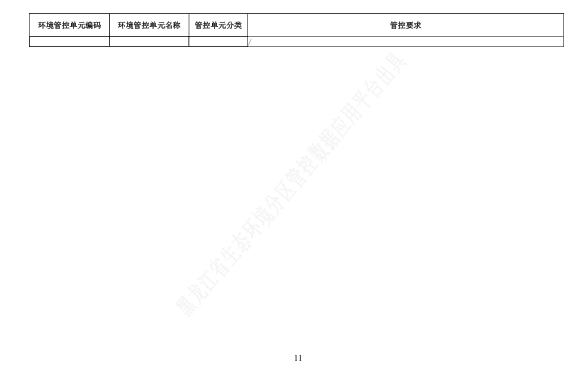 环境管控单元编码 环境管控单元名称 管控单元分类 管控要求
/
黑龙江省生态环境分区管控数据应用平台出具
11